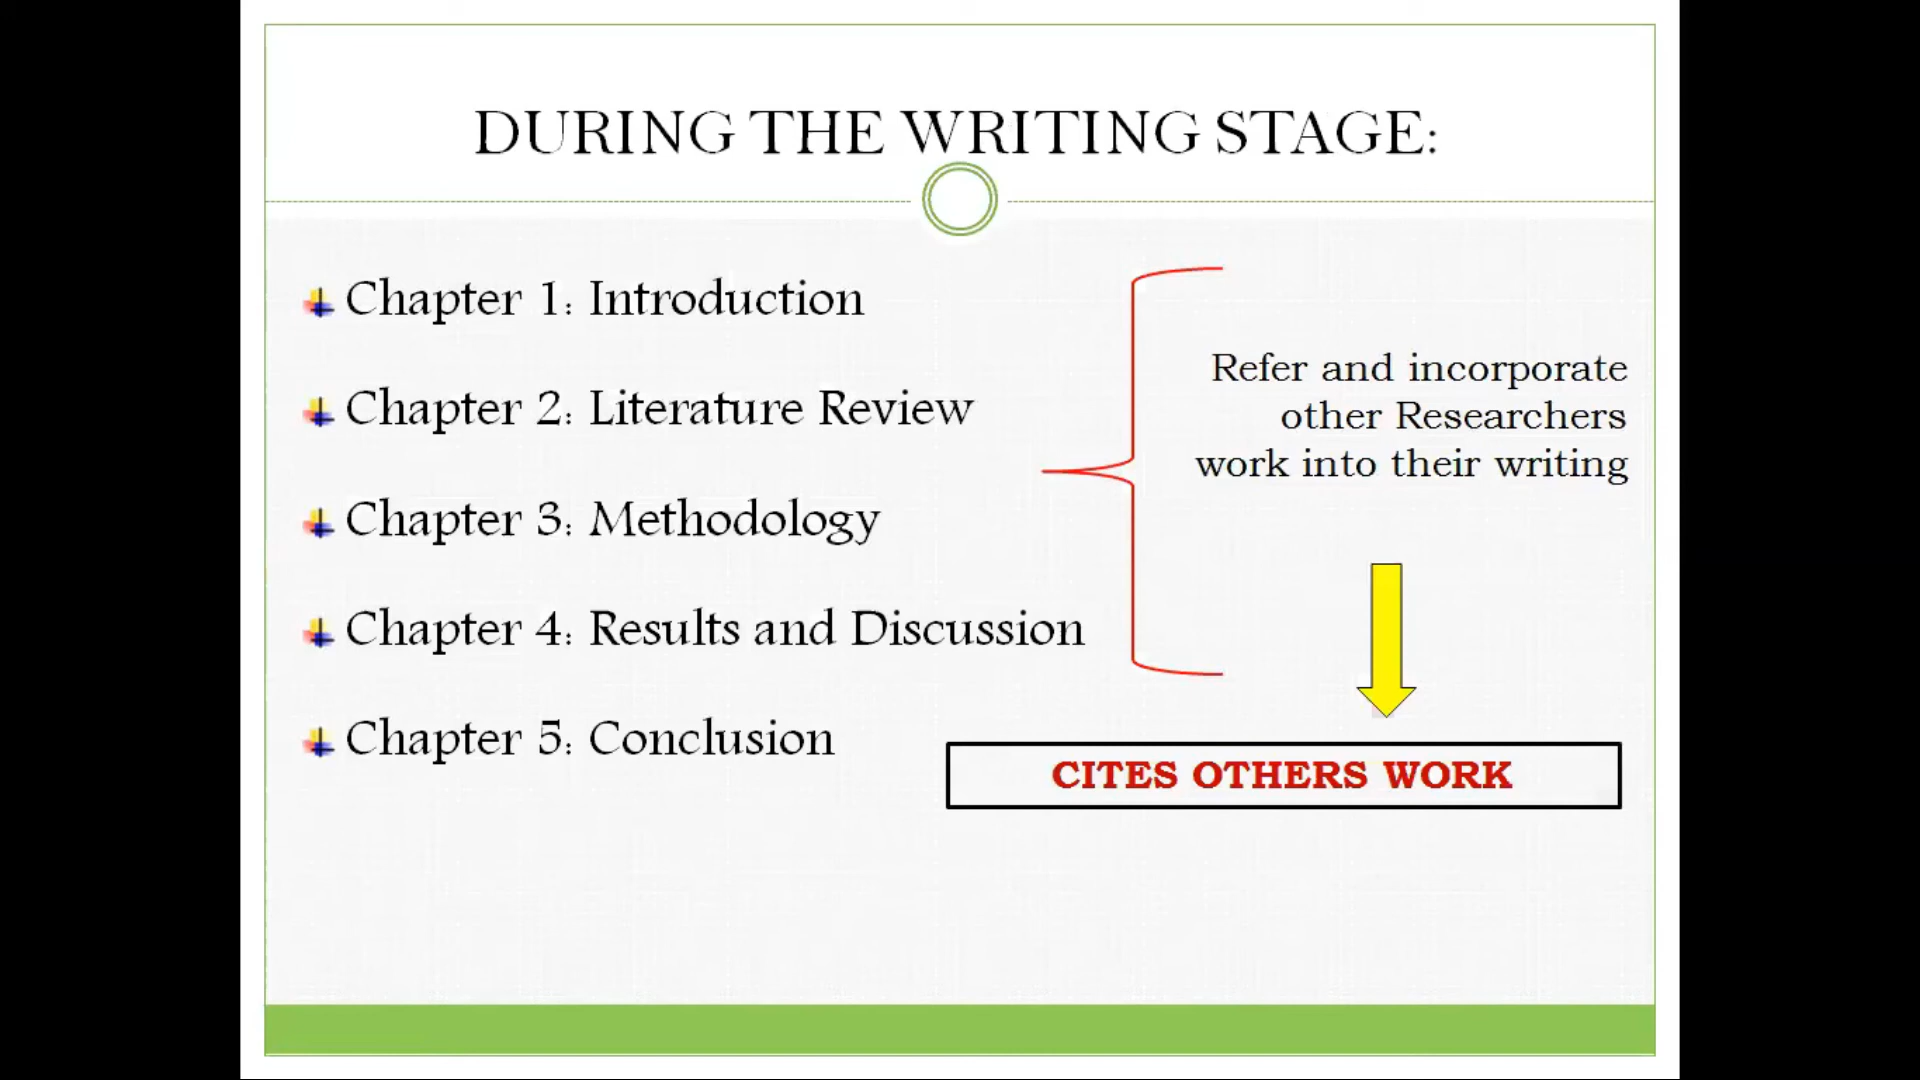 DURING THE WRITING STAGE:
Chapter 1: Introduction
Chapter 2: Literature Review
Chapter 3: Methodology
Chapter 4: Results and Discussion
Chapter 5: Conclusion
Refer and incorporate
other Researchers
work into their writing
CITES OTHERS WORK